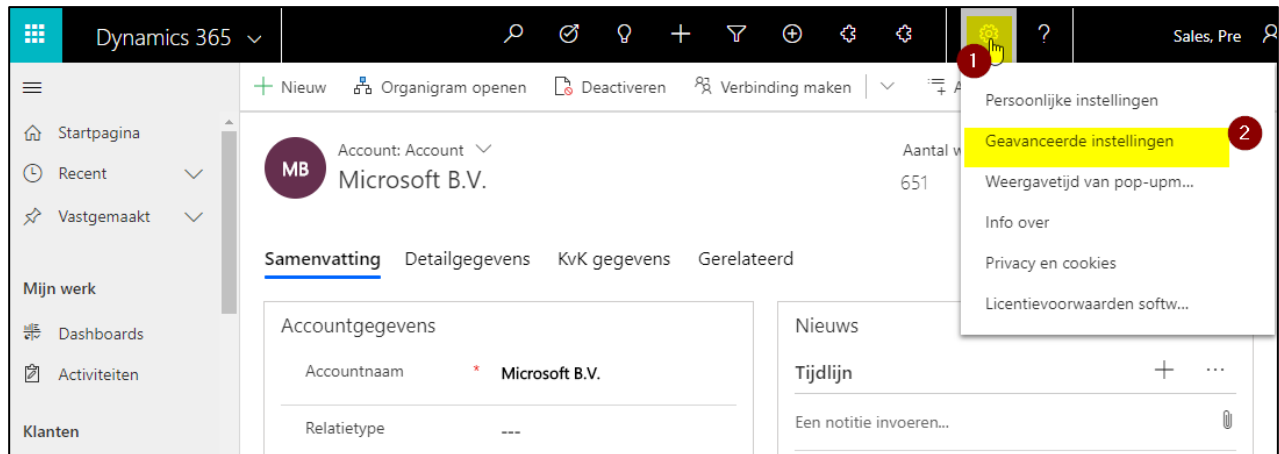 Dynamics 365
Sales, Pre
1
Nieuw Organigram openen Deactiveren Verbinding maken
Persoonlijke instellingen
Geavanceerde instellingen 2
Weergavetijd van pop-upm...
Info over
Privacy en cookies
Licentievoorwaarden softw...
Startpagina
Recent
Vastgemaakt
Mijn werk
Dashboards
Activiteiten
Klanten
MB
Account: Account
Microsoft B.V.
Aantal w
651
Samenvatting Detailgegevens KvK gegevens Gerelateerd
Accountgegevens
Accountnaam * Microsoft B.V.
Relatietype ---
Nieuws
Tijdlijn
Een notitie invoeren...